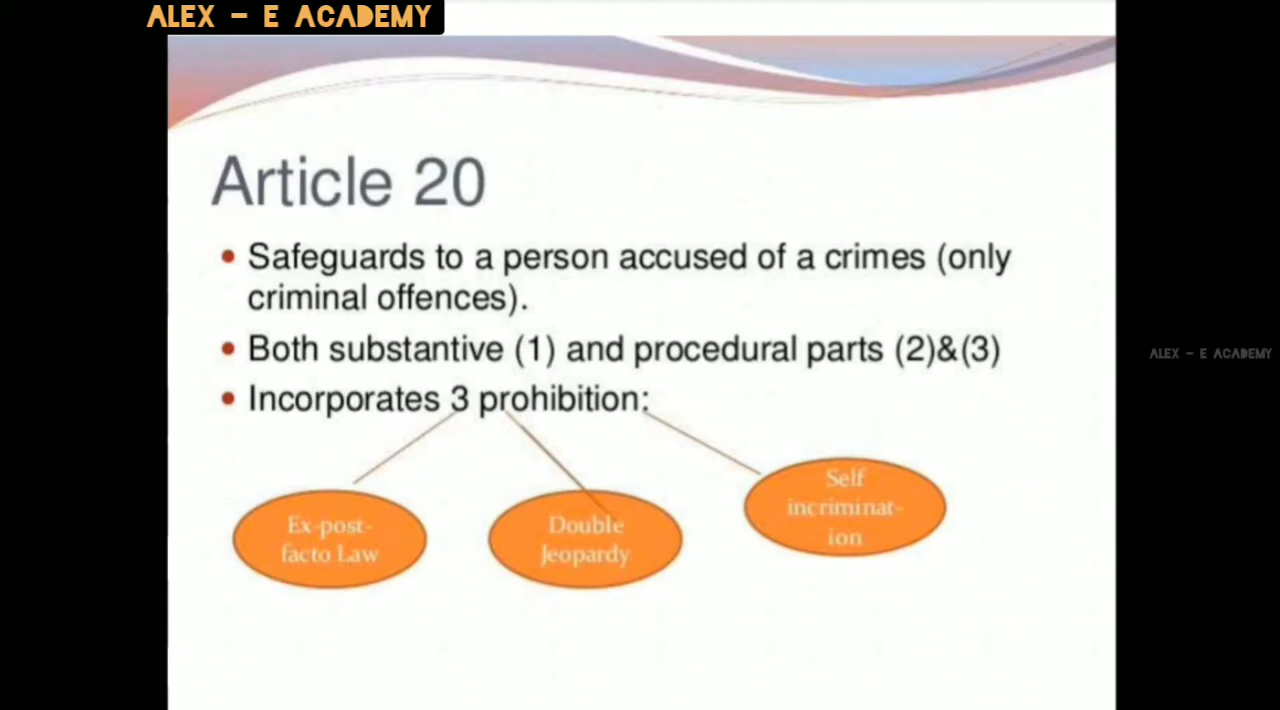 ALEX - E ACADEMY
Article 20
• Safeguards to a person accused of a crimes (only
criminal offences).
• Both substantive (1) and procedural parts (2)&(3)
• Incorporates 3 prohibition:
Ex-post-
facto Law
Double
Jeopardy
Self
incriminat-
ion
ALEX - E ACADEMY